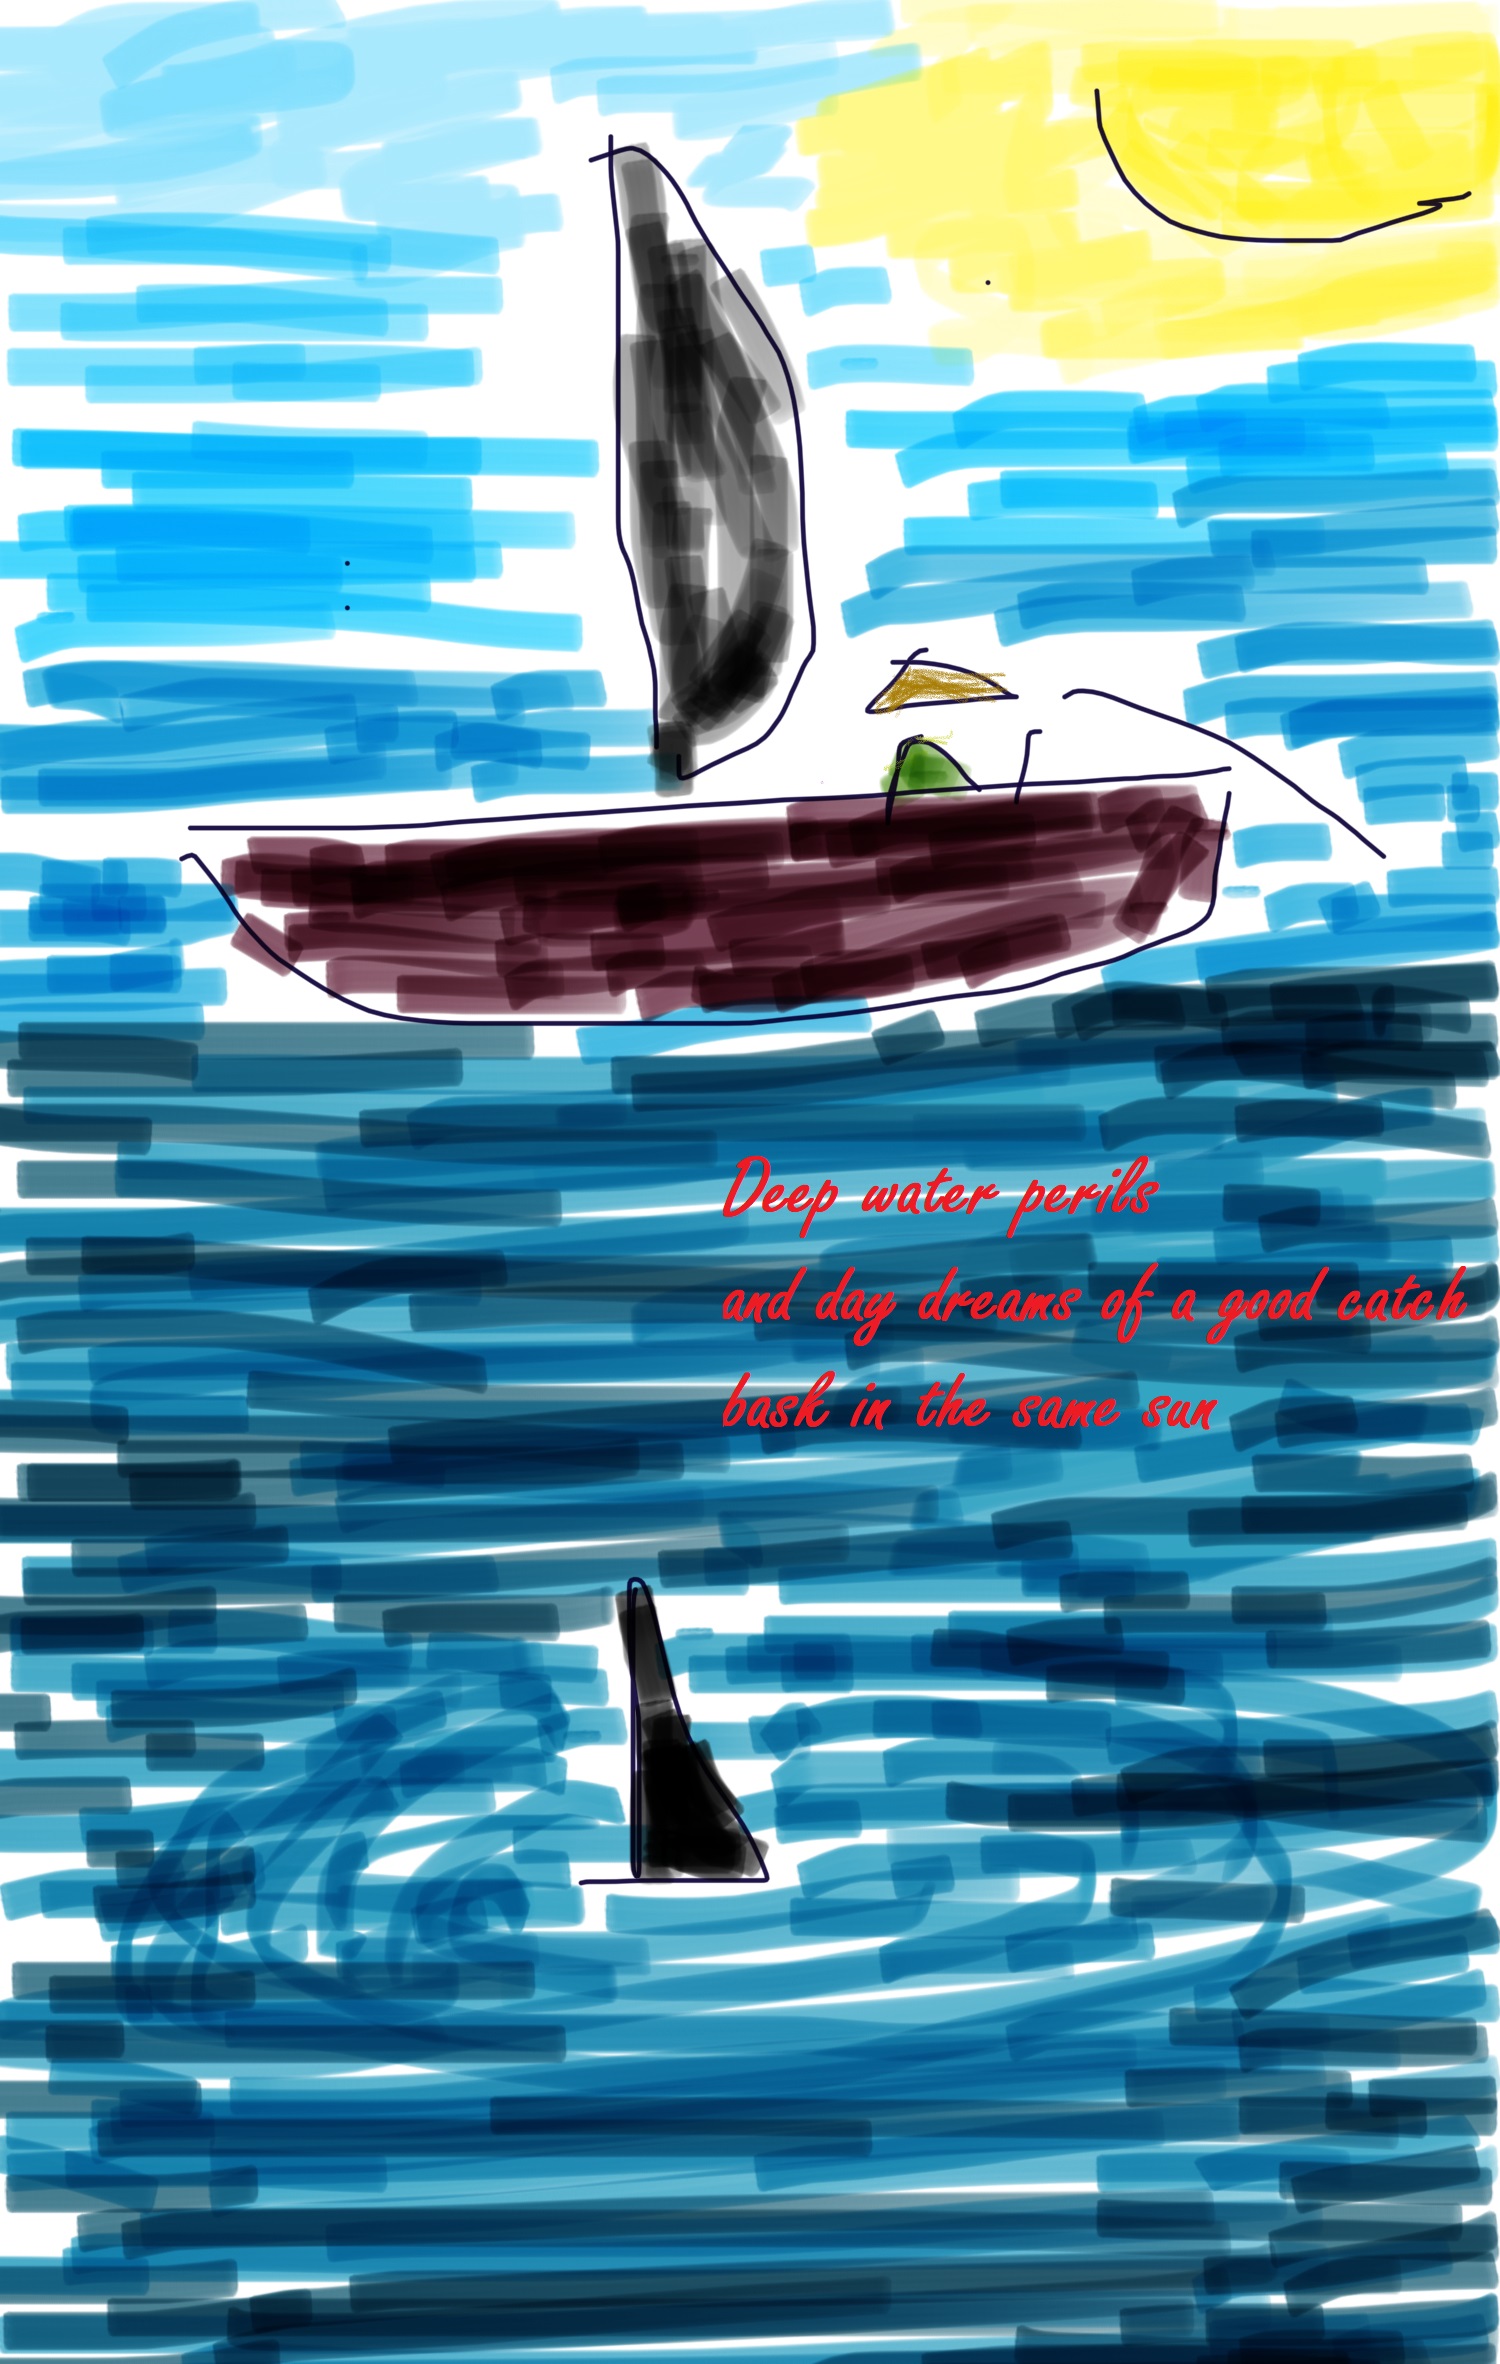 Deep water perils
and day dreams of a good catch
bask in the same sun